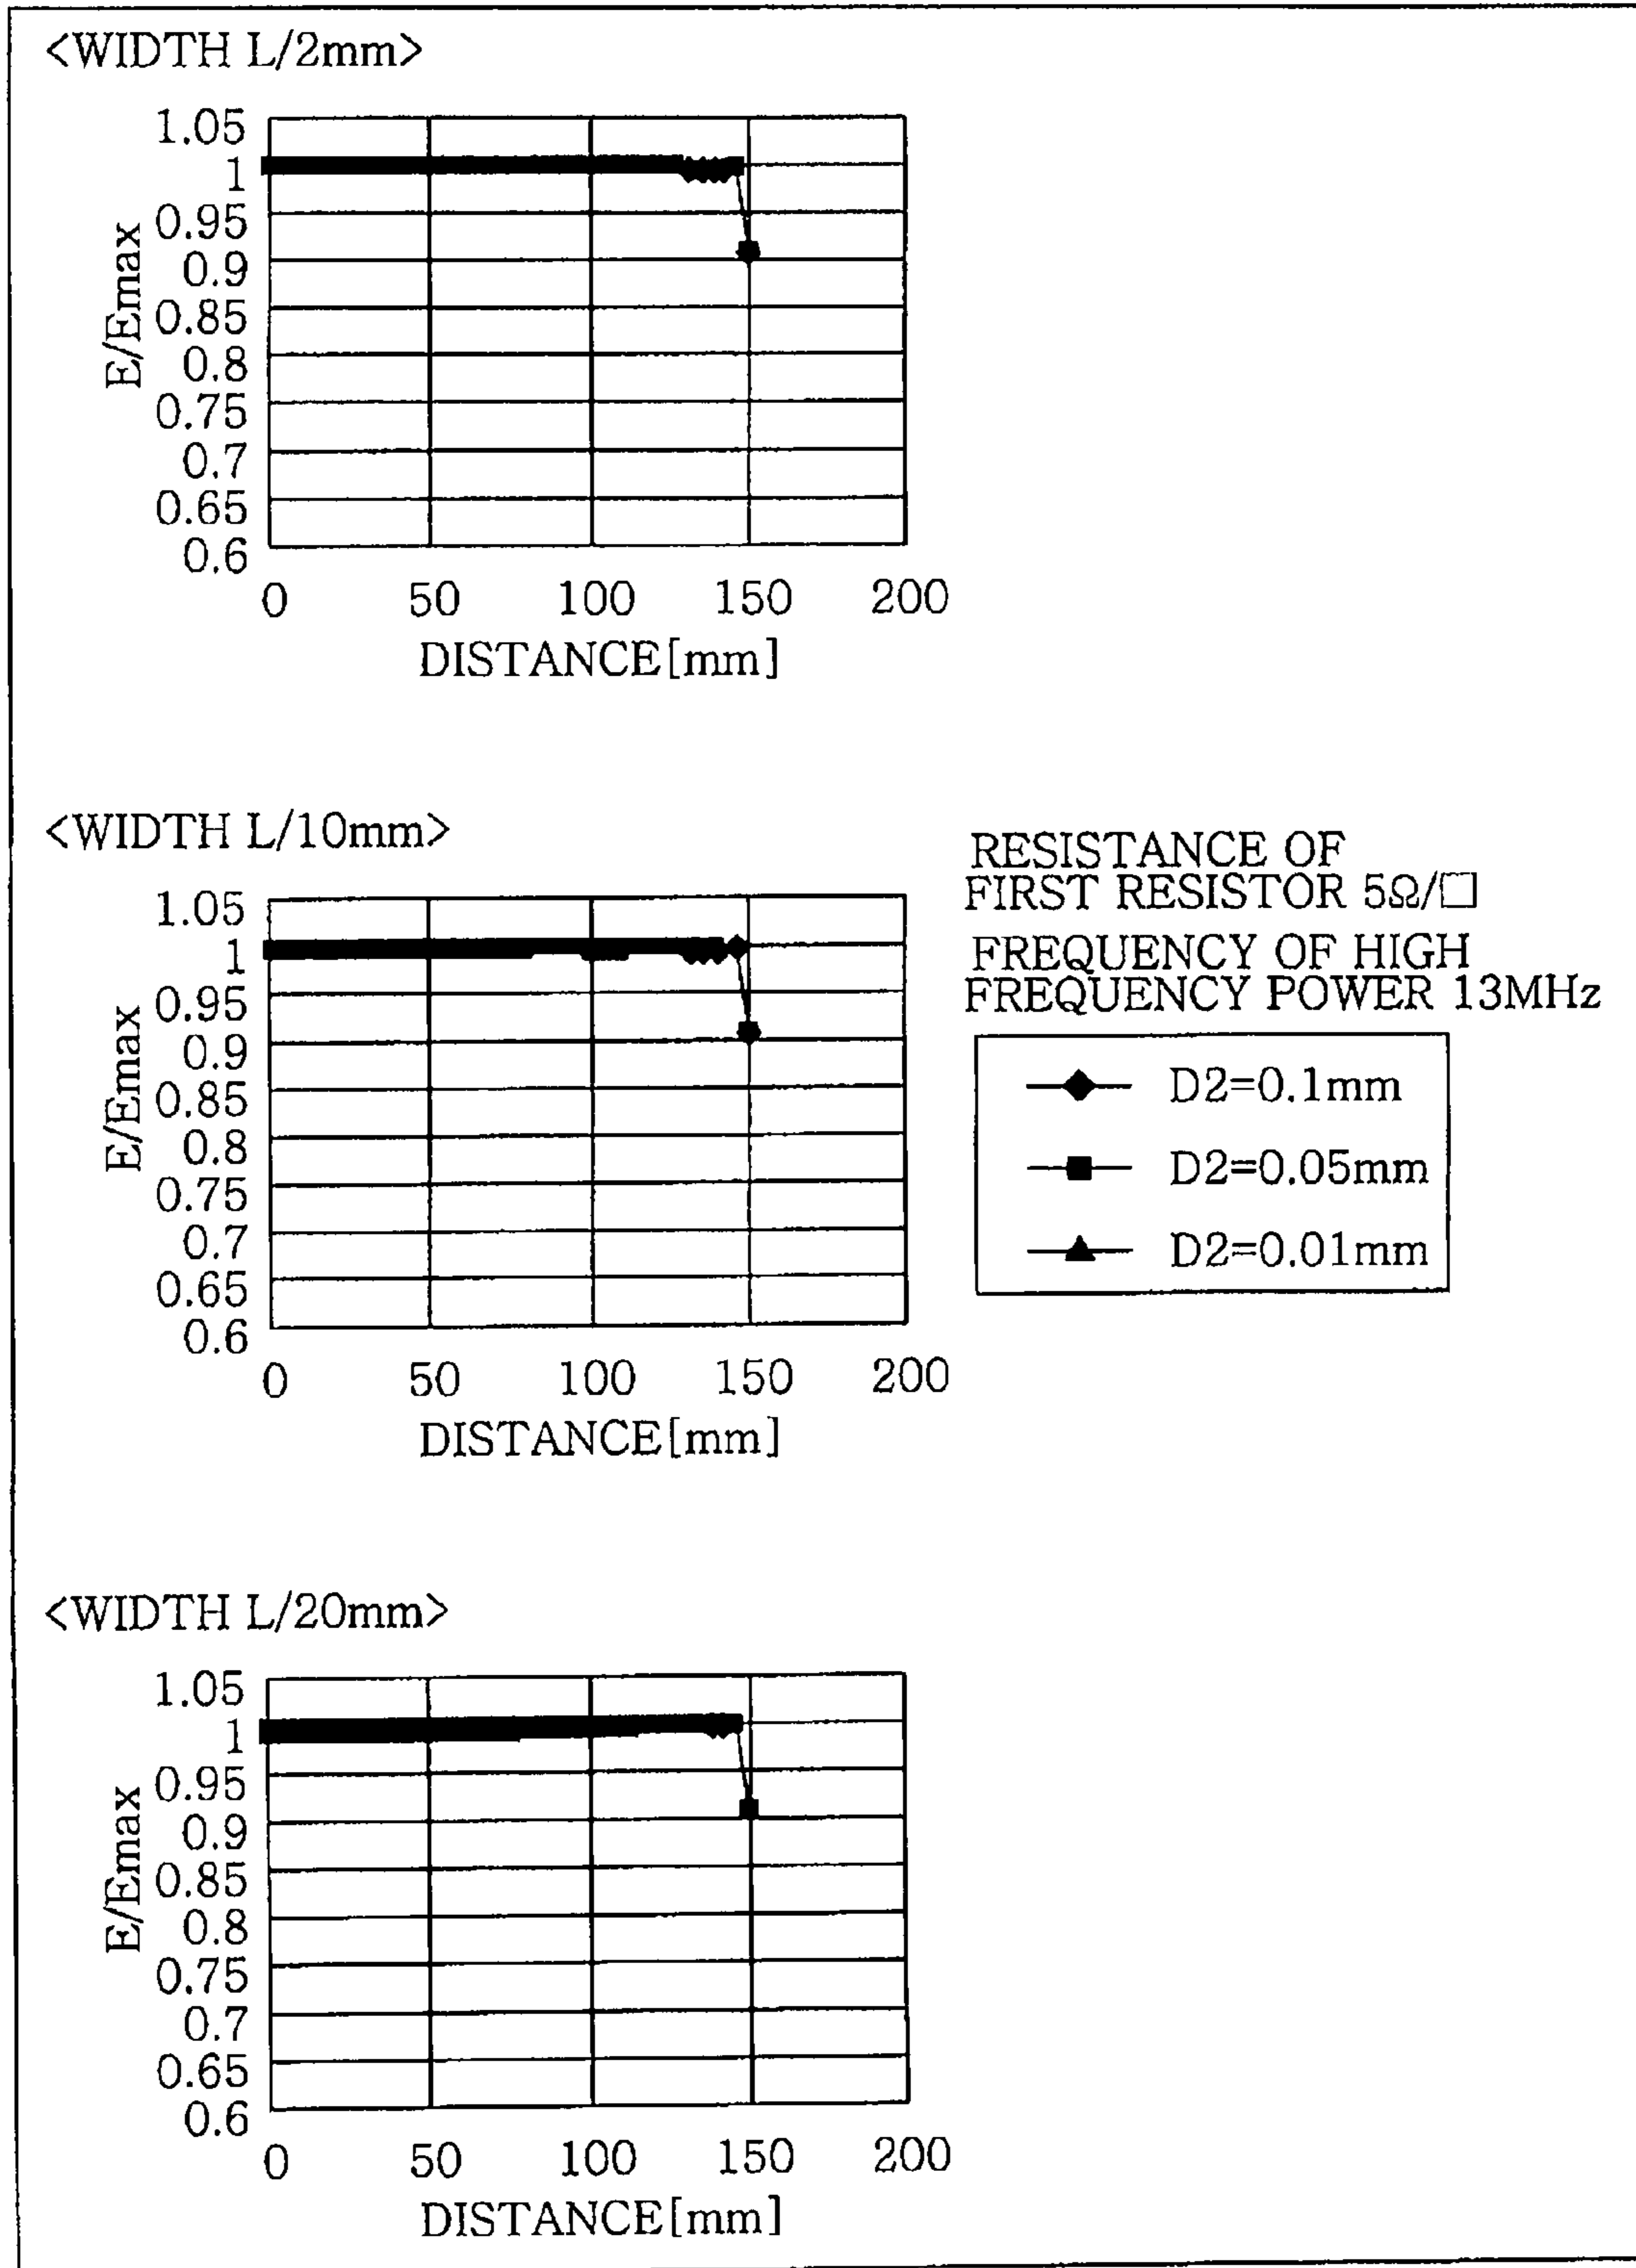 <WIDTH L/2mm>
1.05
1
0.95
0.9
0.85
0.8
0.75
0.7
0.65
0.6
E/Emax
0 50 100 150 200
DISTANCE[mm]
<WIDTH L/10mm>
1.05
1
0.95
0.9
0.85
0.8
0.75
0.7
0.65
0.6
E/Emax
0 50 100 150 200
DISTANCE[mm]
RESISTANCE OF
FIRST RESISTOR 5Ω/□
FREQUENCY OF HIGH
FREQUENCY POWER 13MHz
D2=0.1mm
D2=0.05mm
D2=0.01mm
<WIDTH L/20mm>
1.05
1
0.95
0.9
0.85
0.8
0.75
0.7
0.65
0.6
E/Emax
0 50 100 150 200
DISTANCE[mm]